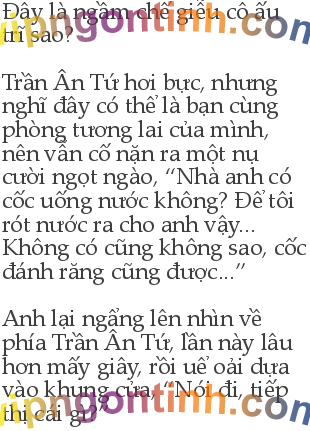 Đây là ngầm chê giễu cô ấu
trĩ sao?
vipngontinh.com
Trần Ân Tứ hơi bực, nhưng
nghĩ đây có thể là bạn cùng
phòng tương lai của mình,
nên vẫn cố nặn ra một nụ
cười ngọt ngào, “Nhà anh có
cốc uống nước không? Để tôi
rót nước ra cho anh vậy...
Không có cũng không sao, cốc
đánh răng cũng được...”
Anh lại ngẩng lên nhìn về
phía Trần Ân Tứ, lần này lâu
hơn mấy giây, rồi uể oải dựa
vào khung cửa, “Nói đi, tiếp
thị cái gì?”
vipngontinh.com